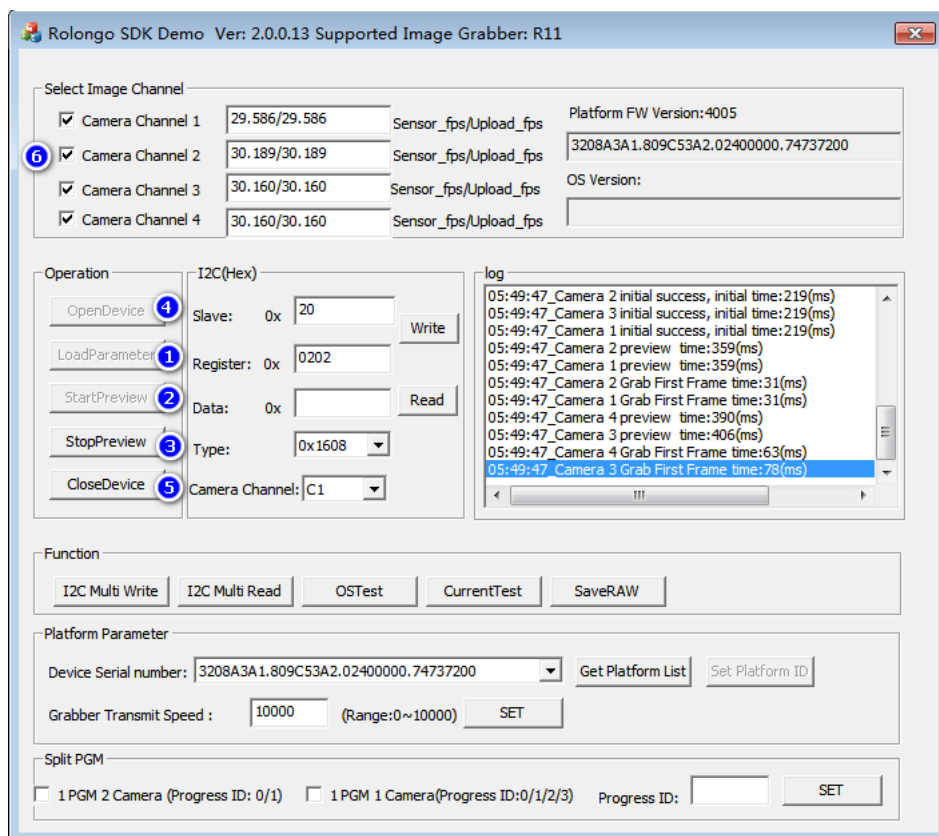 Rolongo SDK Demo Ver: 2.0.0.13 Supported Image Grabber: R11
Select Image Channel
Camera Channel 1 29.586/29.586 Sensor_fps/Upload_fps
6 Camera Channel 2 30.189/30.189 Sensor_fps/Upload_fps
Camera Channel 3 30.160/30.160 Sensor_fps/Upload_fps
Camera Channel 4 30.160/30.160 Sensor_fps/Upload_fps
Platform FW Version:4005
3208A3A1.809C53A2.02400000.74737200
OS Version:
Operation
OpenDevice 4
LoadParameter 1
StartPreview 2
StopPreview 3
CloseDevice 5
I2C(Hex)
Slave: 0x 20
Write
Register: 0x 0202
Data: 0x
Read
Type: 0x1608
Camera Channel: C1
log
05:49:47_Camera 2 initial success, initial time:219(ms)
05:49:47_Camera 3 initial success, initial time:219(ms)
05:49:47_Camera 1 initial success, initial time:219(ms)
05:49:47_Camera 2 preview time:359(ms)
05:49:47_Camera 1 preview time:359(ms)
05:49:47_Camera 2 Grab First Frame time:31(ms)
05:49:47_Camera 1 Grab First Frame time:31(ms)
05:49:47_Camera 4 preview time:390(ms)
05:49:47_Camera 3 preview time:406(ms)
05:49:47_Camera 4 Grab First Frame time:63(ms)
05:49:47_Camera 3 Grab First Frame time:78(ms)
Function
I2C Multi Write I2C Multi Read OSTest CurrentTest SaveRAW
Platform Parameter
Device Serial number: 3208A3A1.809C53A2.02400000.74737200 Get Platform List Set Platform ID
Grabber Transmit Speed : 10000 (Range:0~10000) SET
Split PGM
1 PGM 2 Camera (Progress ID: 0/1) 1 PGM 1 Camera(Progress ID:0/1/2/3) Progress ID: SET